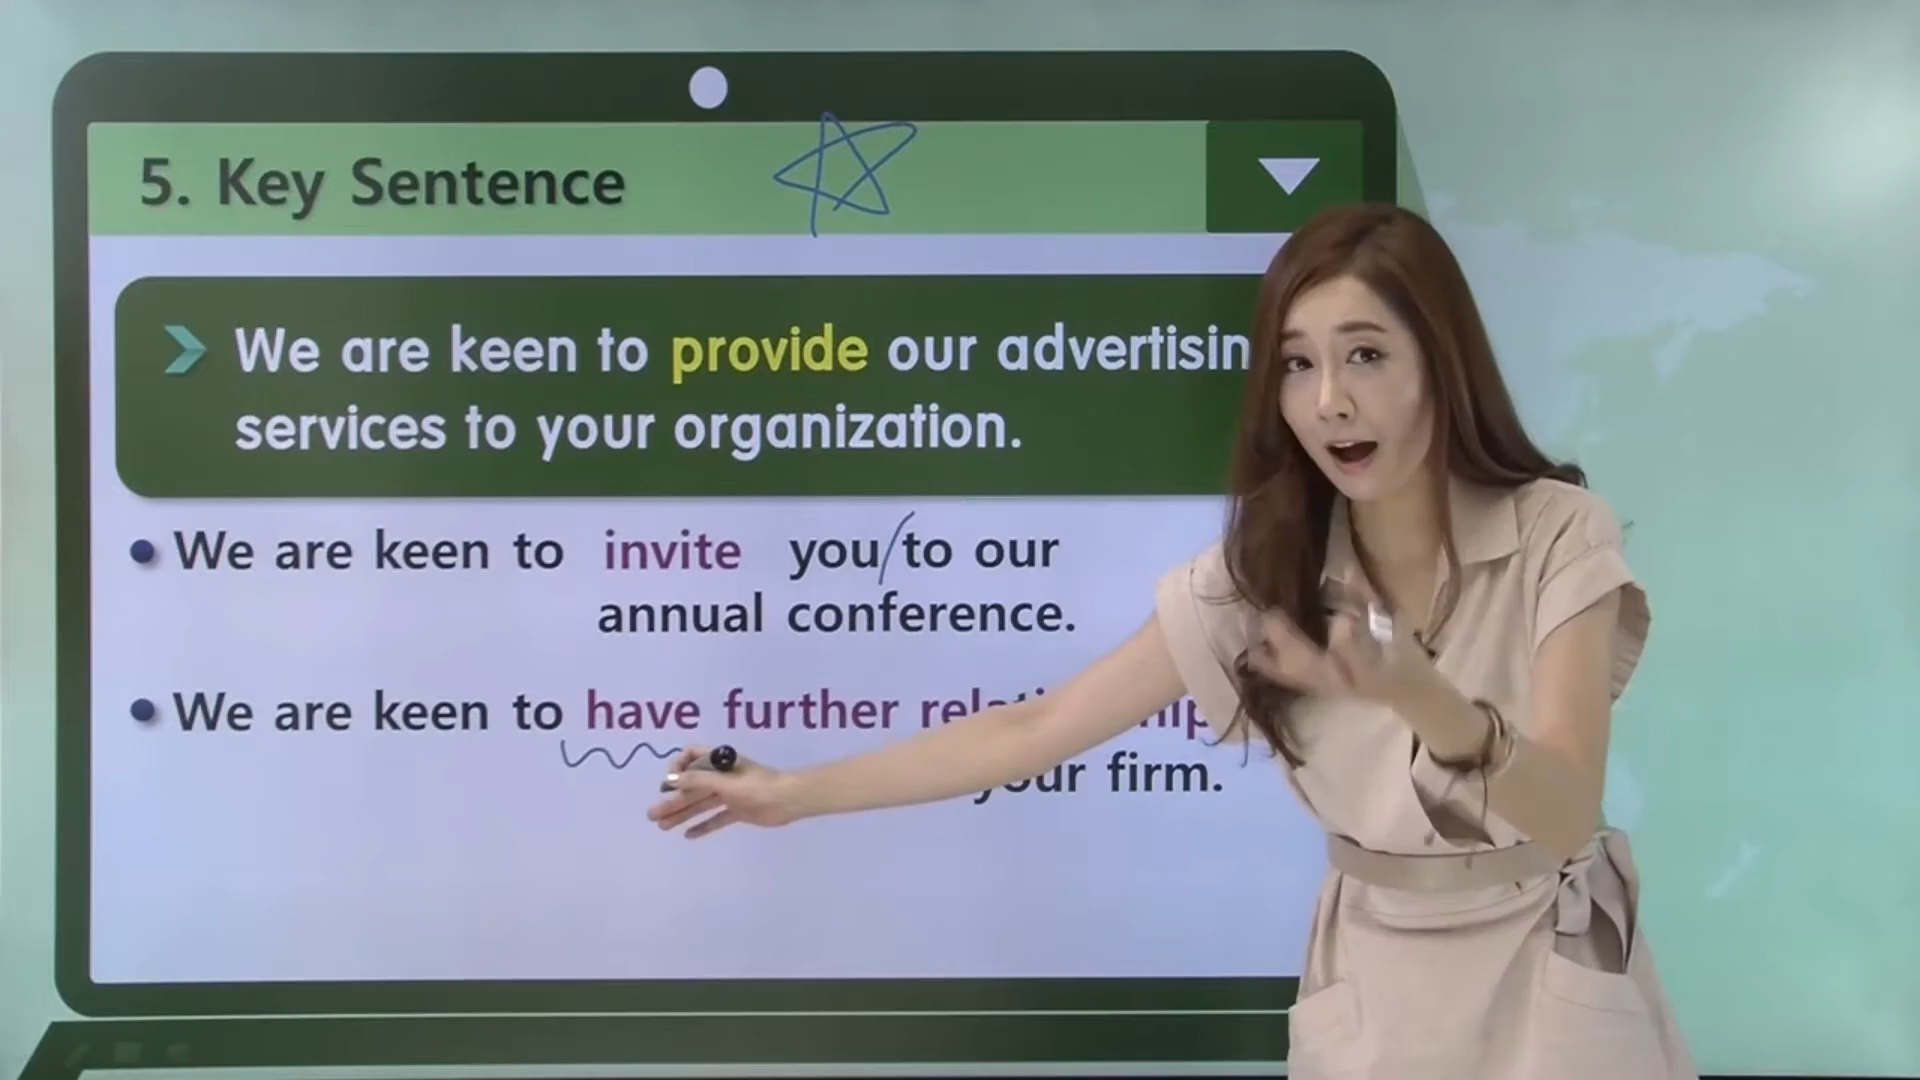 5. Key Sentence
We are keen to provide our advertisin
services to your organization.
We are keen to invite you to our
annual conference.
We are keen to have further
your firm.